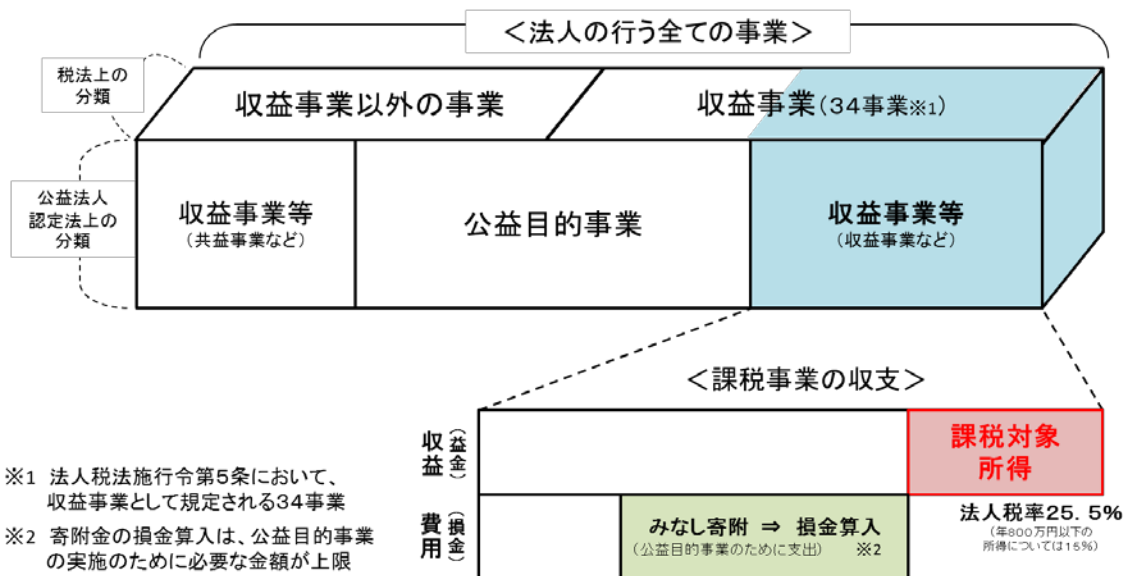 ＜法人の行う全ての事業＞
税法上の
分類
収益事業以外の事業
収益事業(34事業※1)
公益法人
認定法上の
分類
収益事業等
(共益事業など)
公益目的事業
収益事業等
(収益事業など)
＜課税事業の収支＞
収益(益金)
課税対象
所得
費用(損金)
みなし寄附 ⇒ 損金算入
(公益目的事業のために支出) ※2
法人税率25.5%
(年800万円以下の
所得については15%)
※1 法人税法施行令第5条において、
収益事業として規定される34事業
※2 寄附金の損金算入は、公益目的事業
の実施のために必要な金額が上限